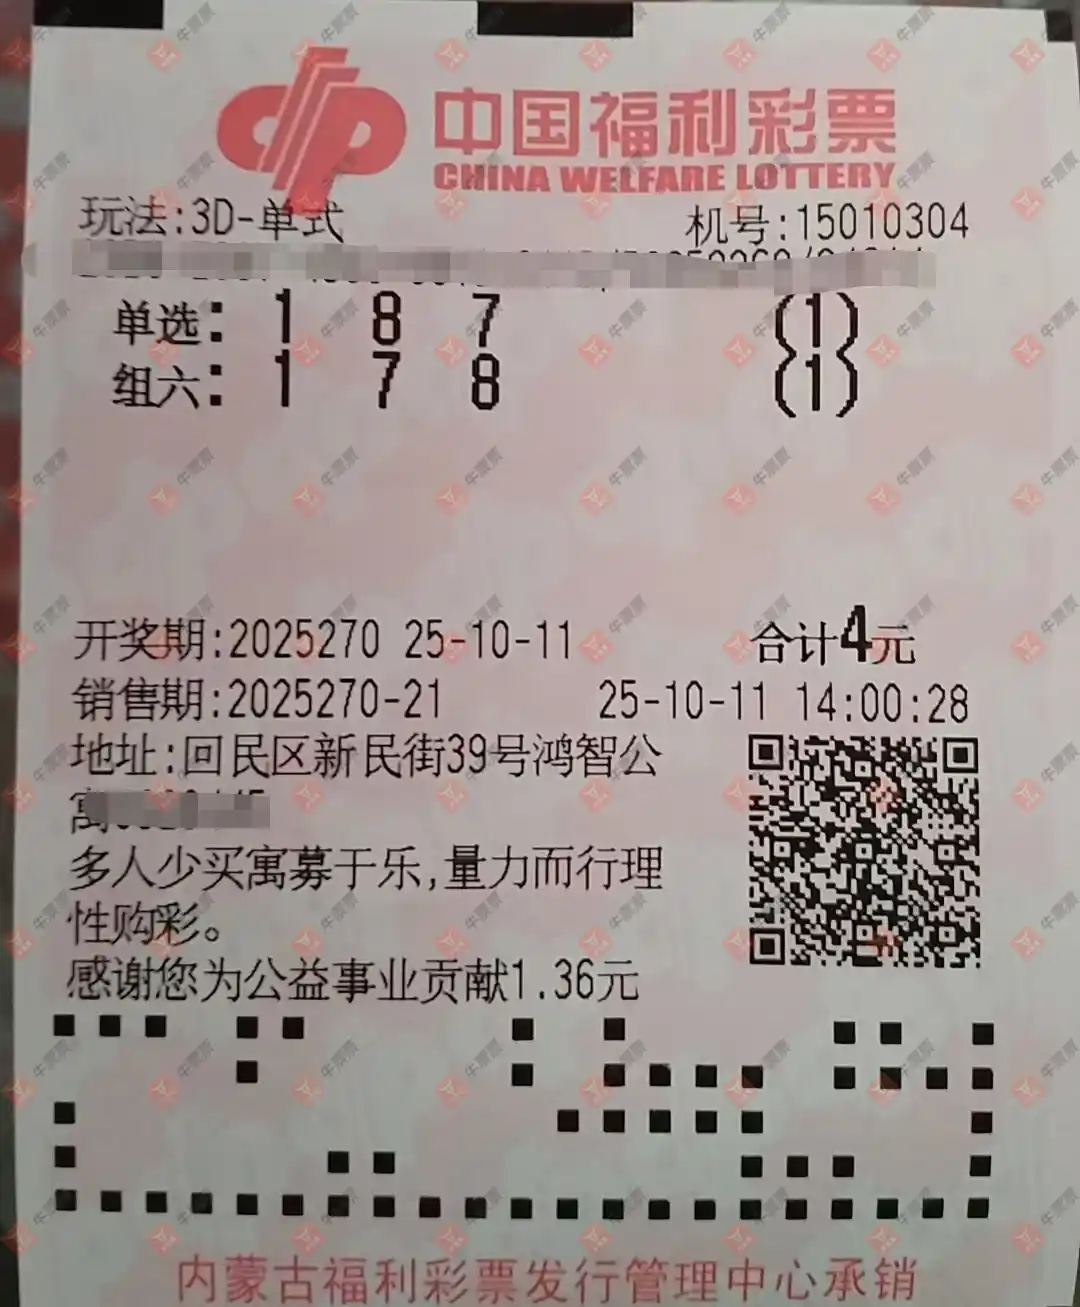 中国福利彩票
CHINA WELFARE LOTTERY
玩法:3D-单式 机号:15010304
单选: 1 8 7 (1)
组六: 1 7 8 (1)
开奖期:2025270 25-10-11 合计4元
销售期:2025270-21 25-10-11 14:00:28
地址:回民区新民街39号鸿智公
寓
多人少买寓募于乐,量力而行理
性购彩。
感谢您为公益事业贡献1.36元
内蒙古福利彩票发行管理中心承销
牛票票